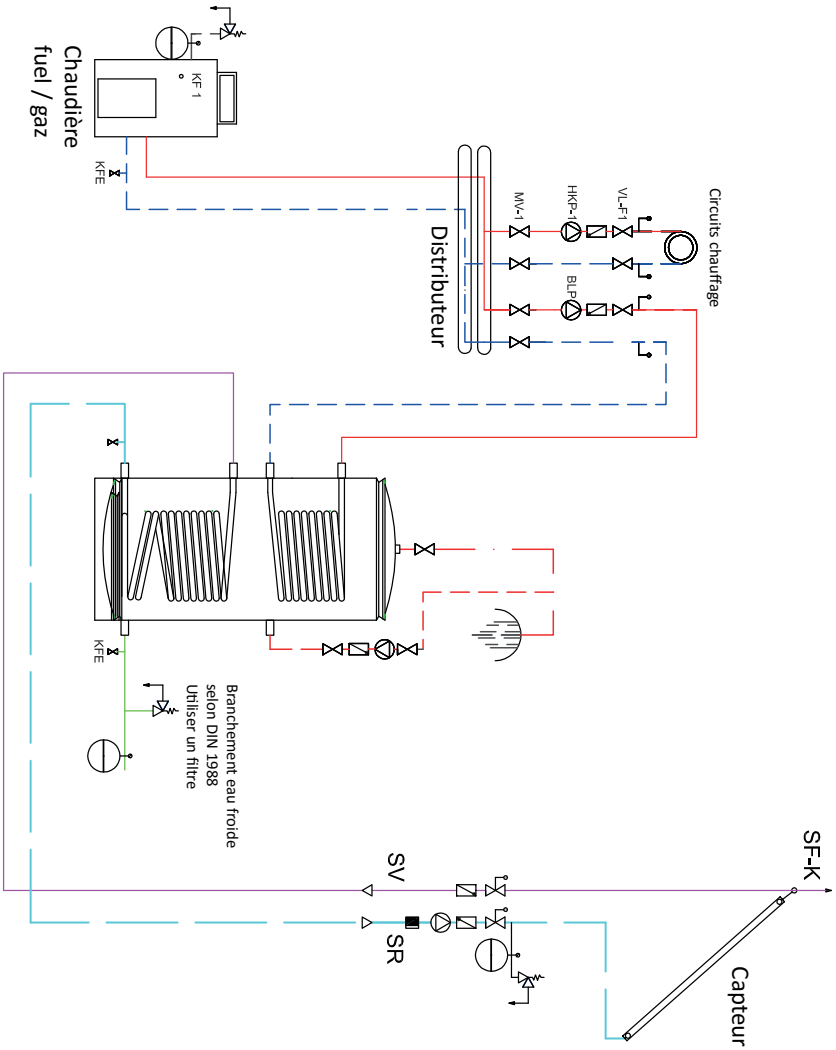 Chaudière
fuel / gaz
KF 1
KFE
Distributeur
MV-1
HKP-1
VL-F1
BLP
Circuits chauffage
KFE
Branchement eau froide
selon DIN 1988
Utiliser un filtre
SV
SR
SF-K
Capteur